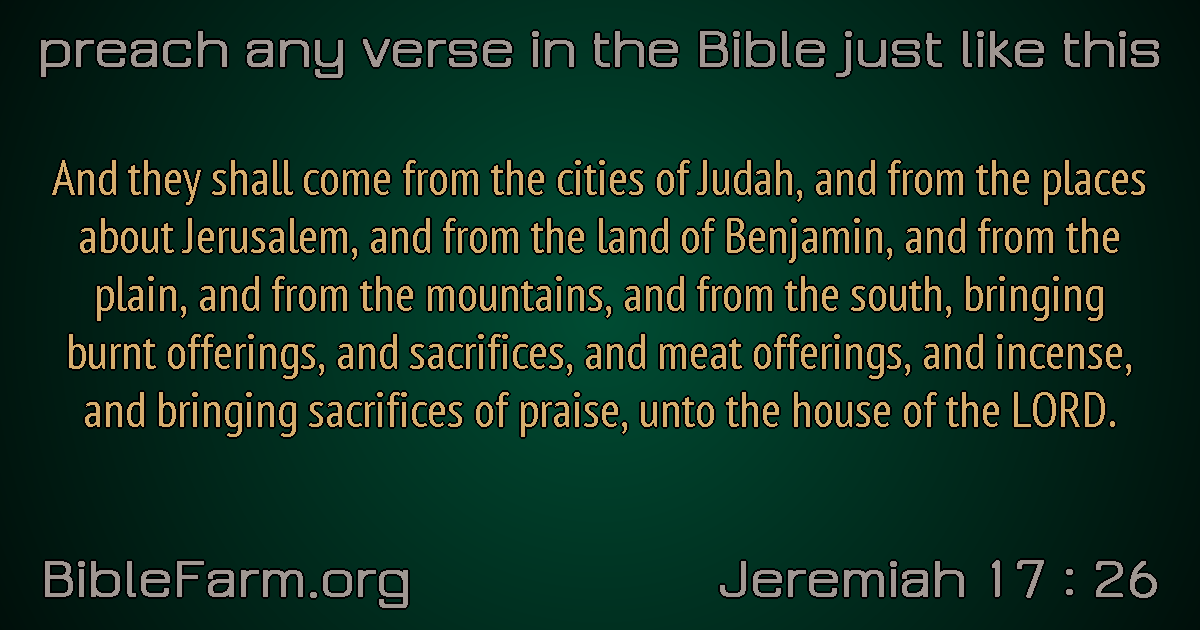 preach any verse in the Bible just like this
And they shall come from the cities of Judah, and from the places
about Jerusalem, and from the land of Benjamin, and from the
plain, and from the mountains, and from the south, bringing
burnt offerings, and sacrifices, and meat offerings, and incense,
and bringing sacrifices of praise, unto the house of the LORD.
BibleFarm.org
Jeremiah 17 : 26